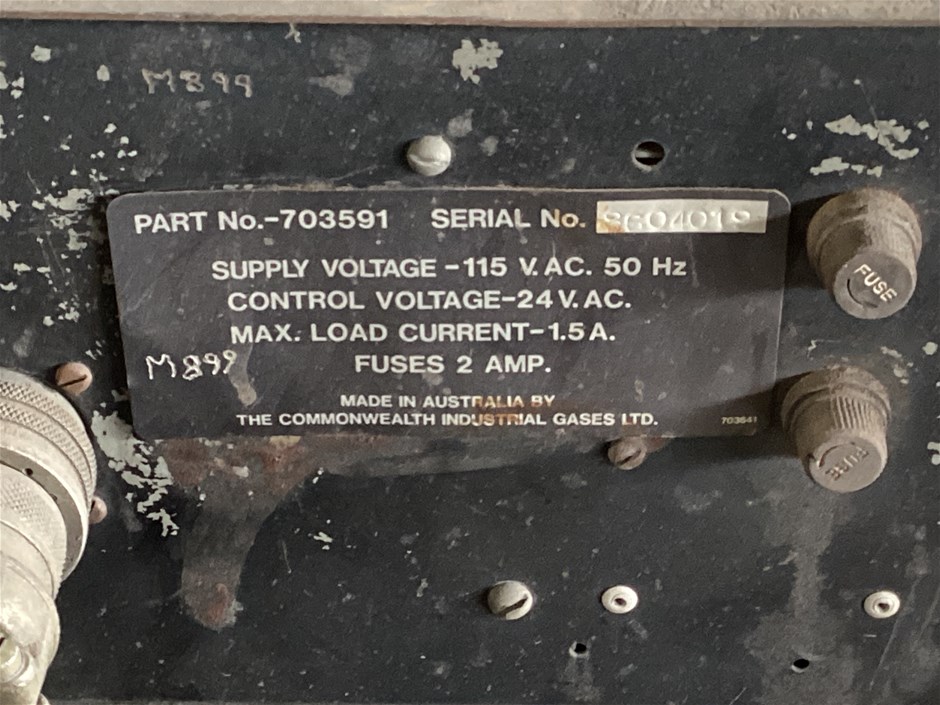 M899
PART No.-703591 SERIAL No. S604019
SUPPLY VOLTAGE -115 V.AC. 50 Hz
CONTROL VOLTAGE-24 V.AC.
MAX. LOAD CURRENT-1.5 A.
M899 FUSES 2 AMP.
MADE IN AUSTRALIA BY
THE COMMONWEALTH INDUSTRIAL GASES LTD. 703641
FUSE
FUSE